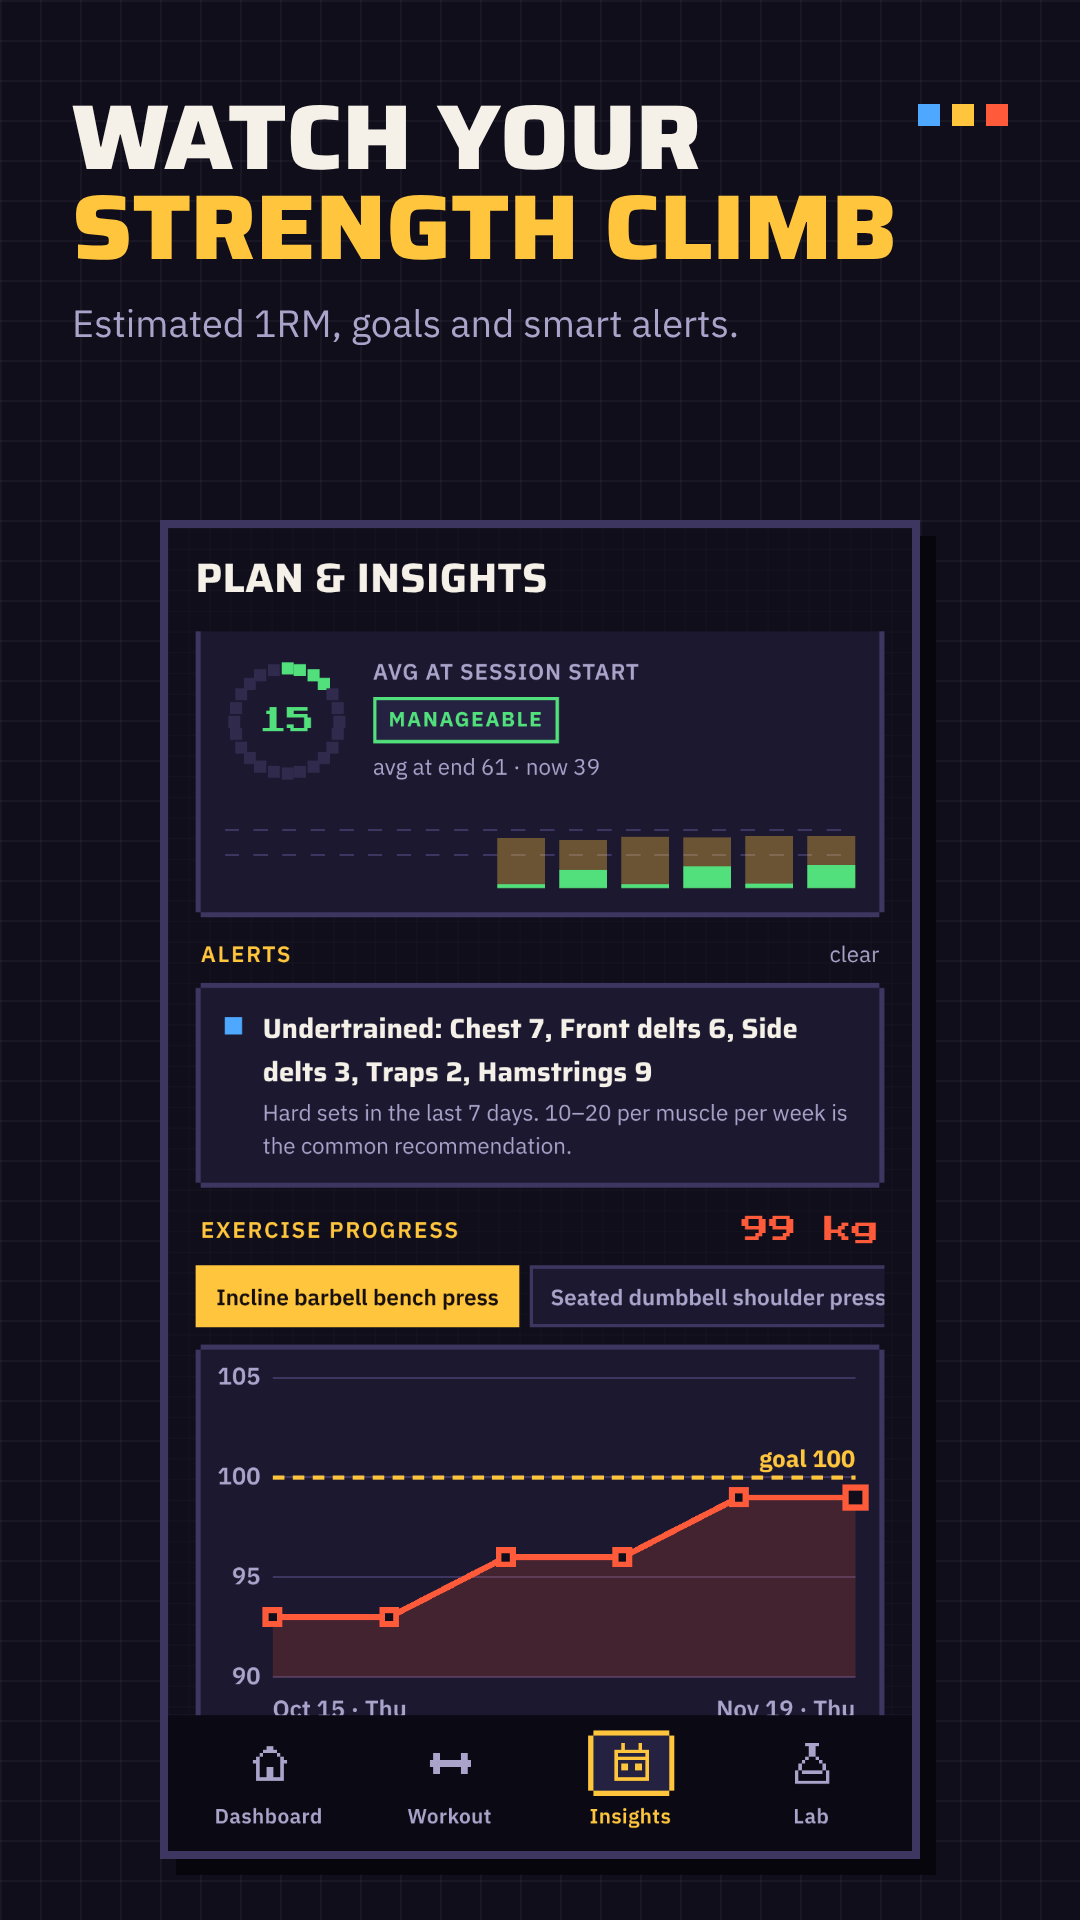 WATCH YOUR
STRENGTH CLIMB
Estimated 1RM, goals and smart alerts.
PLAN & INSIGHTS
15
AVG AT SESSION START
MANAGEABLE
avg at end 61 · now 39
ALERTS
clear
Undertrained: Chest 7, Front delts 6, Side
delts 3, Traps 2, Hamstrings 9
Hard sets in the last 7 days. 10–20 per muscle per week is
the common recommendation.
EXERCISE PROGRESS
99 kg
Incline barbell bench press
Seated dumbbell shoulder press
105
goal 100
100
95
90
Oct 15 · Thu
Nov 19 · Thu
Dashboard
Workout
Insights
Lab